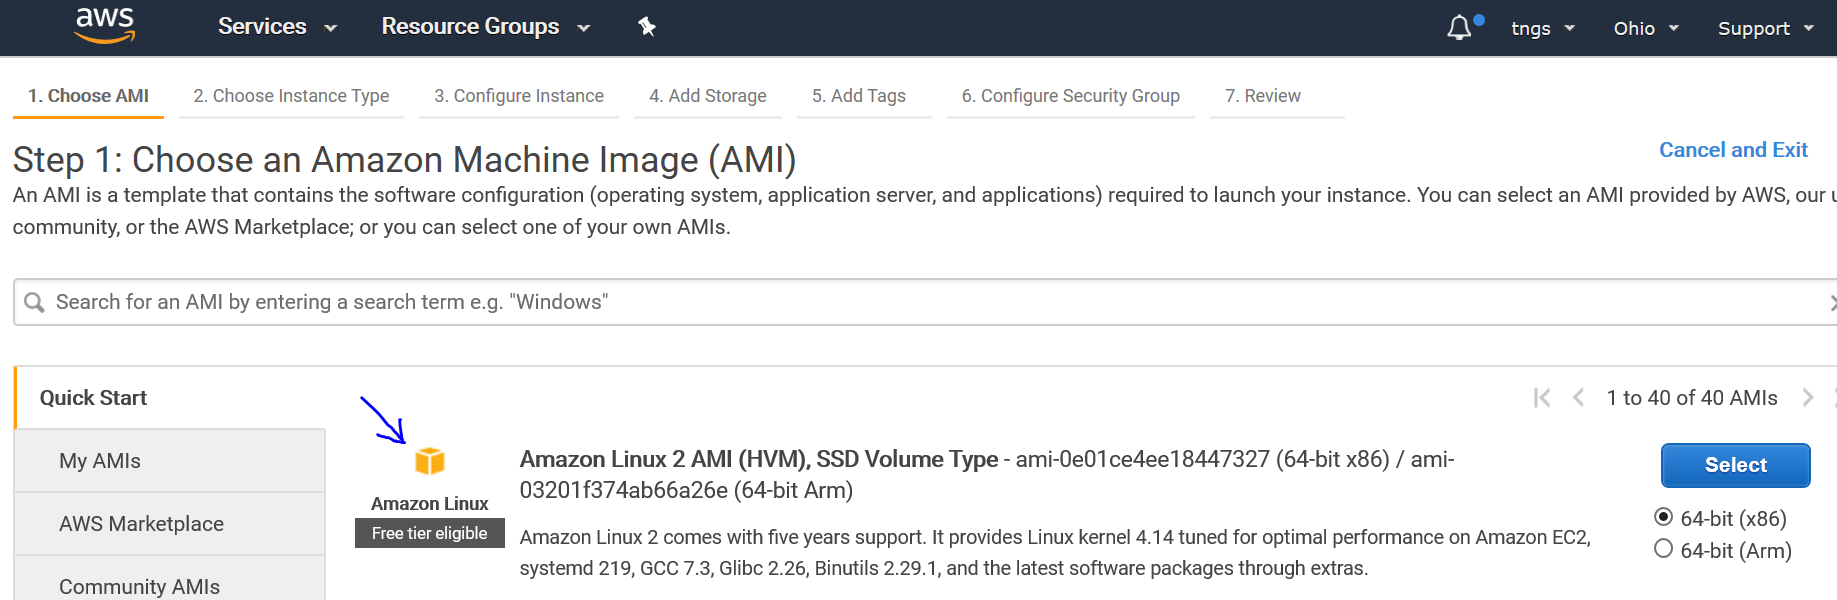 aws Services Resource Groups tngs Ohio Support
1. Choose AMI 2. Choose Instance Type 3. Configure Instance 4. Add Storage 5. Add Tags 6. Configure Security Group 7. Review
Step 1: Choose an Amazon Machine Image (AMI)
Cancel and Exit
An AMI is a template that contains the software configuration (operating system, application server, and applications) required to launch your instance. You can select an AMI provided by AWS, our
community, or the AWS Marketplace; or you can select one of your own AMIs.
Search for an AMI by entering a search term e.g. "Windows"
Quick Start
My AMIs
AWS Marketplace
Community AMIs
1 to 40 of 40 AMIs
Amazon Linux
Free tier eligible
Amazon Linux 2 AMI (HVM), SSD Volume Type - ami-0e01ce4ee18447327 (64-bit x86) / ami-
03201f374ab66a26e (64-bit Arm)
Amazon Linux 2 comes with five years support. It provides Linux kernel 4.14 tuned for optimal performance on Amazon EC2,
systemd 219, GCC 7.3, Glibc 2.26, Binutils 2.29.1, and the latest software packages through extras.
Select
64-bit (x86)
64-bit (Arm)